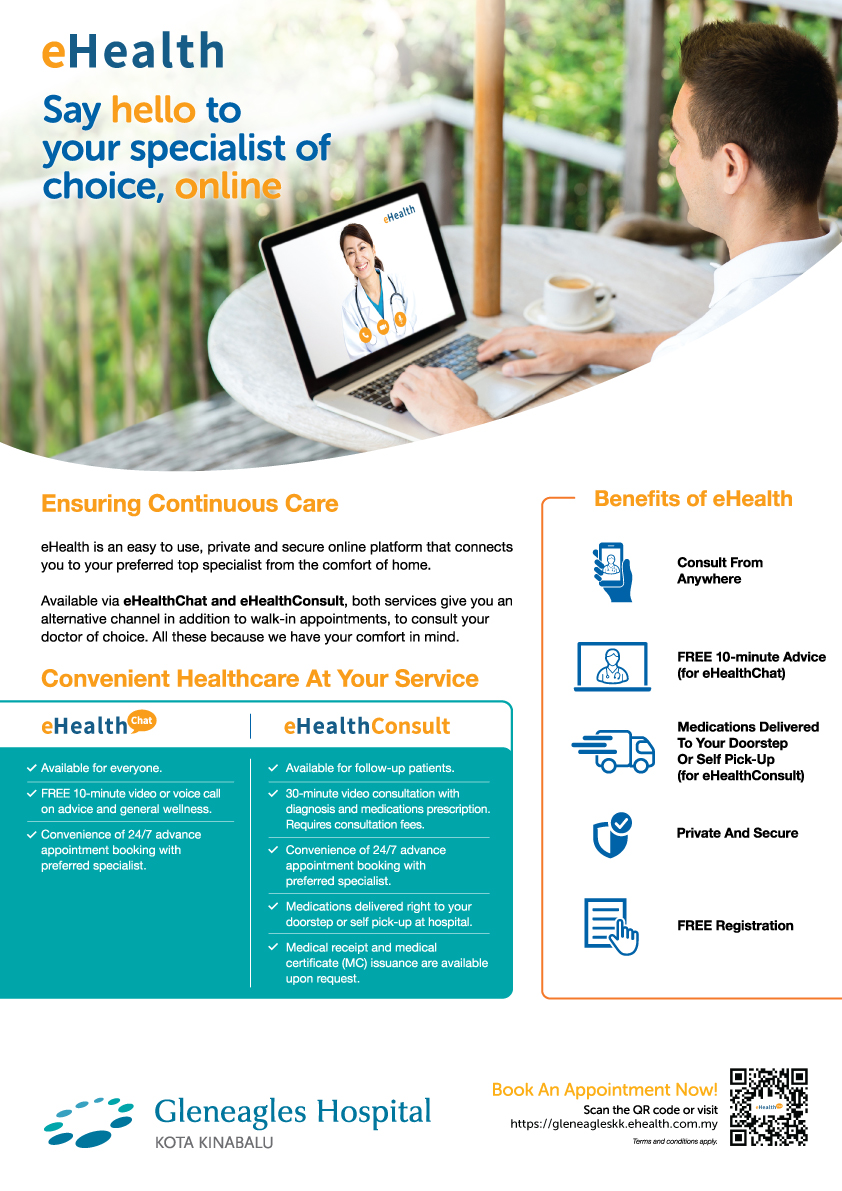 eHealth
Say hello to
your specialist of
choice, online
eHealth
Ensuring Continuous Care
eHealth is an easy to use, private and secure online platform that connects
you to your preferred top specialist from the comfort of home.
Available via eHealthChat and eHealthConsult, both services give you an
alternative channel in addition to walk-in appointments, to consult your
doctor of choice. All these because we have your comfort in mind.
Convenient Healthcare At Your Service
eHealth Chat
Available for everyone.
FREE 10-minute video or voice call
on advice and general wellness.
Convenience of 24/7 advance
appointment booking with
preferred specialist.
eHealthConsult
Available for follow-up patients.
30-minute video consultation with
diagnosis and medications prescription.
Requires consultation fees.
Convenience of 24/7 advance
appointment booking with
preferred specialist.
Medications delivered right to your
doorstep or self pick-up at hospital.
Medical receipt and medical
certificate (MC) issuance are available
upon request.
Benefits of eHealth
Consult From
Anywhere
FREE 10-minute Advice
(for eHealthChat)
Medications Delivered
To Your Doorstep
Or Self Pick-Up
(for eHealthConsult)
Private And Secure
FREE Registration
Gleneagles Hospital
KOTA KINABALU
Book An Appointment Now!
Scan the QR code or visit
https://gleneagleskk.ehealth.com.my
Terms and conditions apply.
eHealth